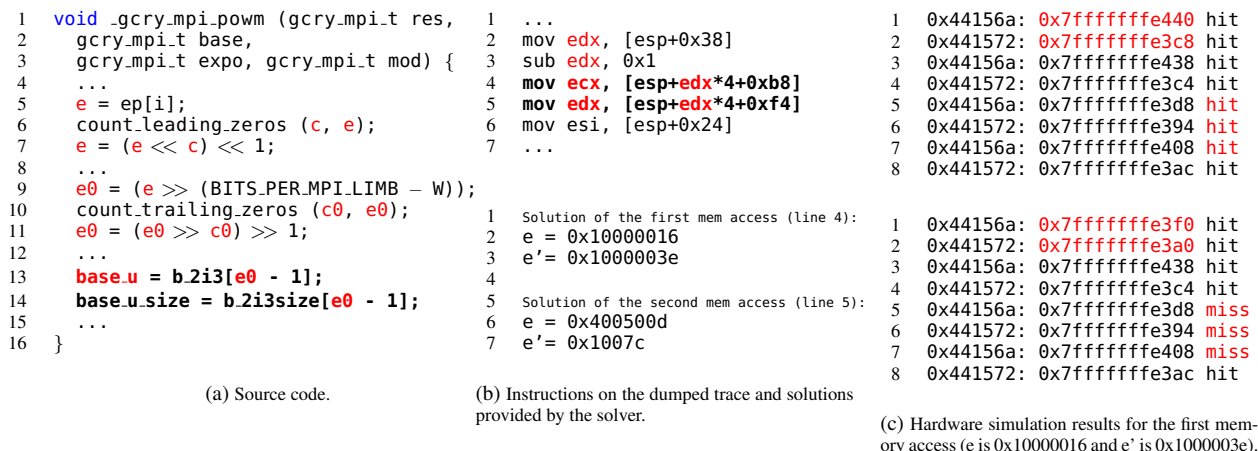 1 void _gcry_mpi_powm (gcry_mpi_t res,
2 gcry_mpi_t base,
3 gcry_mpi_t expo, gcry_mpi_t mod) {
4 ...
5 e = ep[i];
6 count_leading_zeros (c, e);
7 e = (e << c) << 1;
8 ...
9 e0 = (e >> (BITS_PER_MPI_LIMB − W));
10 count_trailing_zeros (c0, e0);
11 e0 = (e0 >> c0) >> 1;
12 ...
13 base_u = b_2i3[e0 - 1];
14 base_u_size = b_2i3size[e0 - 1];
15 ...
16 }
(a) Source code.
1 ...
2 mov edx, [esp+0x38]
3 sub edx, 0x1
4 mov ecx, [esp+edx*4+0xb8]
5 mov edx, [esp+edx*4+0xf4]
6 mov esi, [esp+0x24]
7 ...
1 Solution of the first mem access (line 4):
2 e = 0x10000016
3 e'= 0x1000003e
4
5 Solution of the second mem access (line 5):
6 e = 0x400500d
7 e'= 0x1007c
(b) Instructions on the dumped trace and solutions
provided by the solver.
1 0x44156a: 0x7fffffffe440 hit
2 0x441572: 0x7fffffffe3c8 hit
3 0x44156a: 0x7fffffffe438 hit
4 0x441572: 0x7fffffffe3c4 hit
5 0x44156a: 0x7fffffffe3d8 hit
6 0x441572: 0x7fffffffe394 hit
7 0x44156a: 0x7fffffffe408 hit
8 0x441572: 0x7fffffffe3ac hit
1 0x44156a: 0x7fffffffe3f0 hit
2 0x441572: 0x7fffffffe3a0 hit
3 0x44156a: 0x7fffffffe438 hit
4 0x441572: 0x7fffffffe3c4 hit
5 0x44156a: 0x7fffffffe3d8 miss
6 0x441572: 0x7fffffffe394 miss
7 0x44156a: 0x7fffffffe408 miss
8 0x441572: 0x7fffffffe3ac hit
(c) Hardware simulation results for the first mem-
ory access (e is 0x10000016 and e' is 0x1000003e).